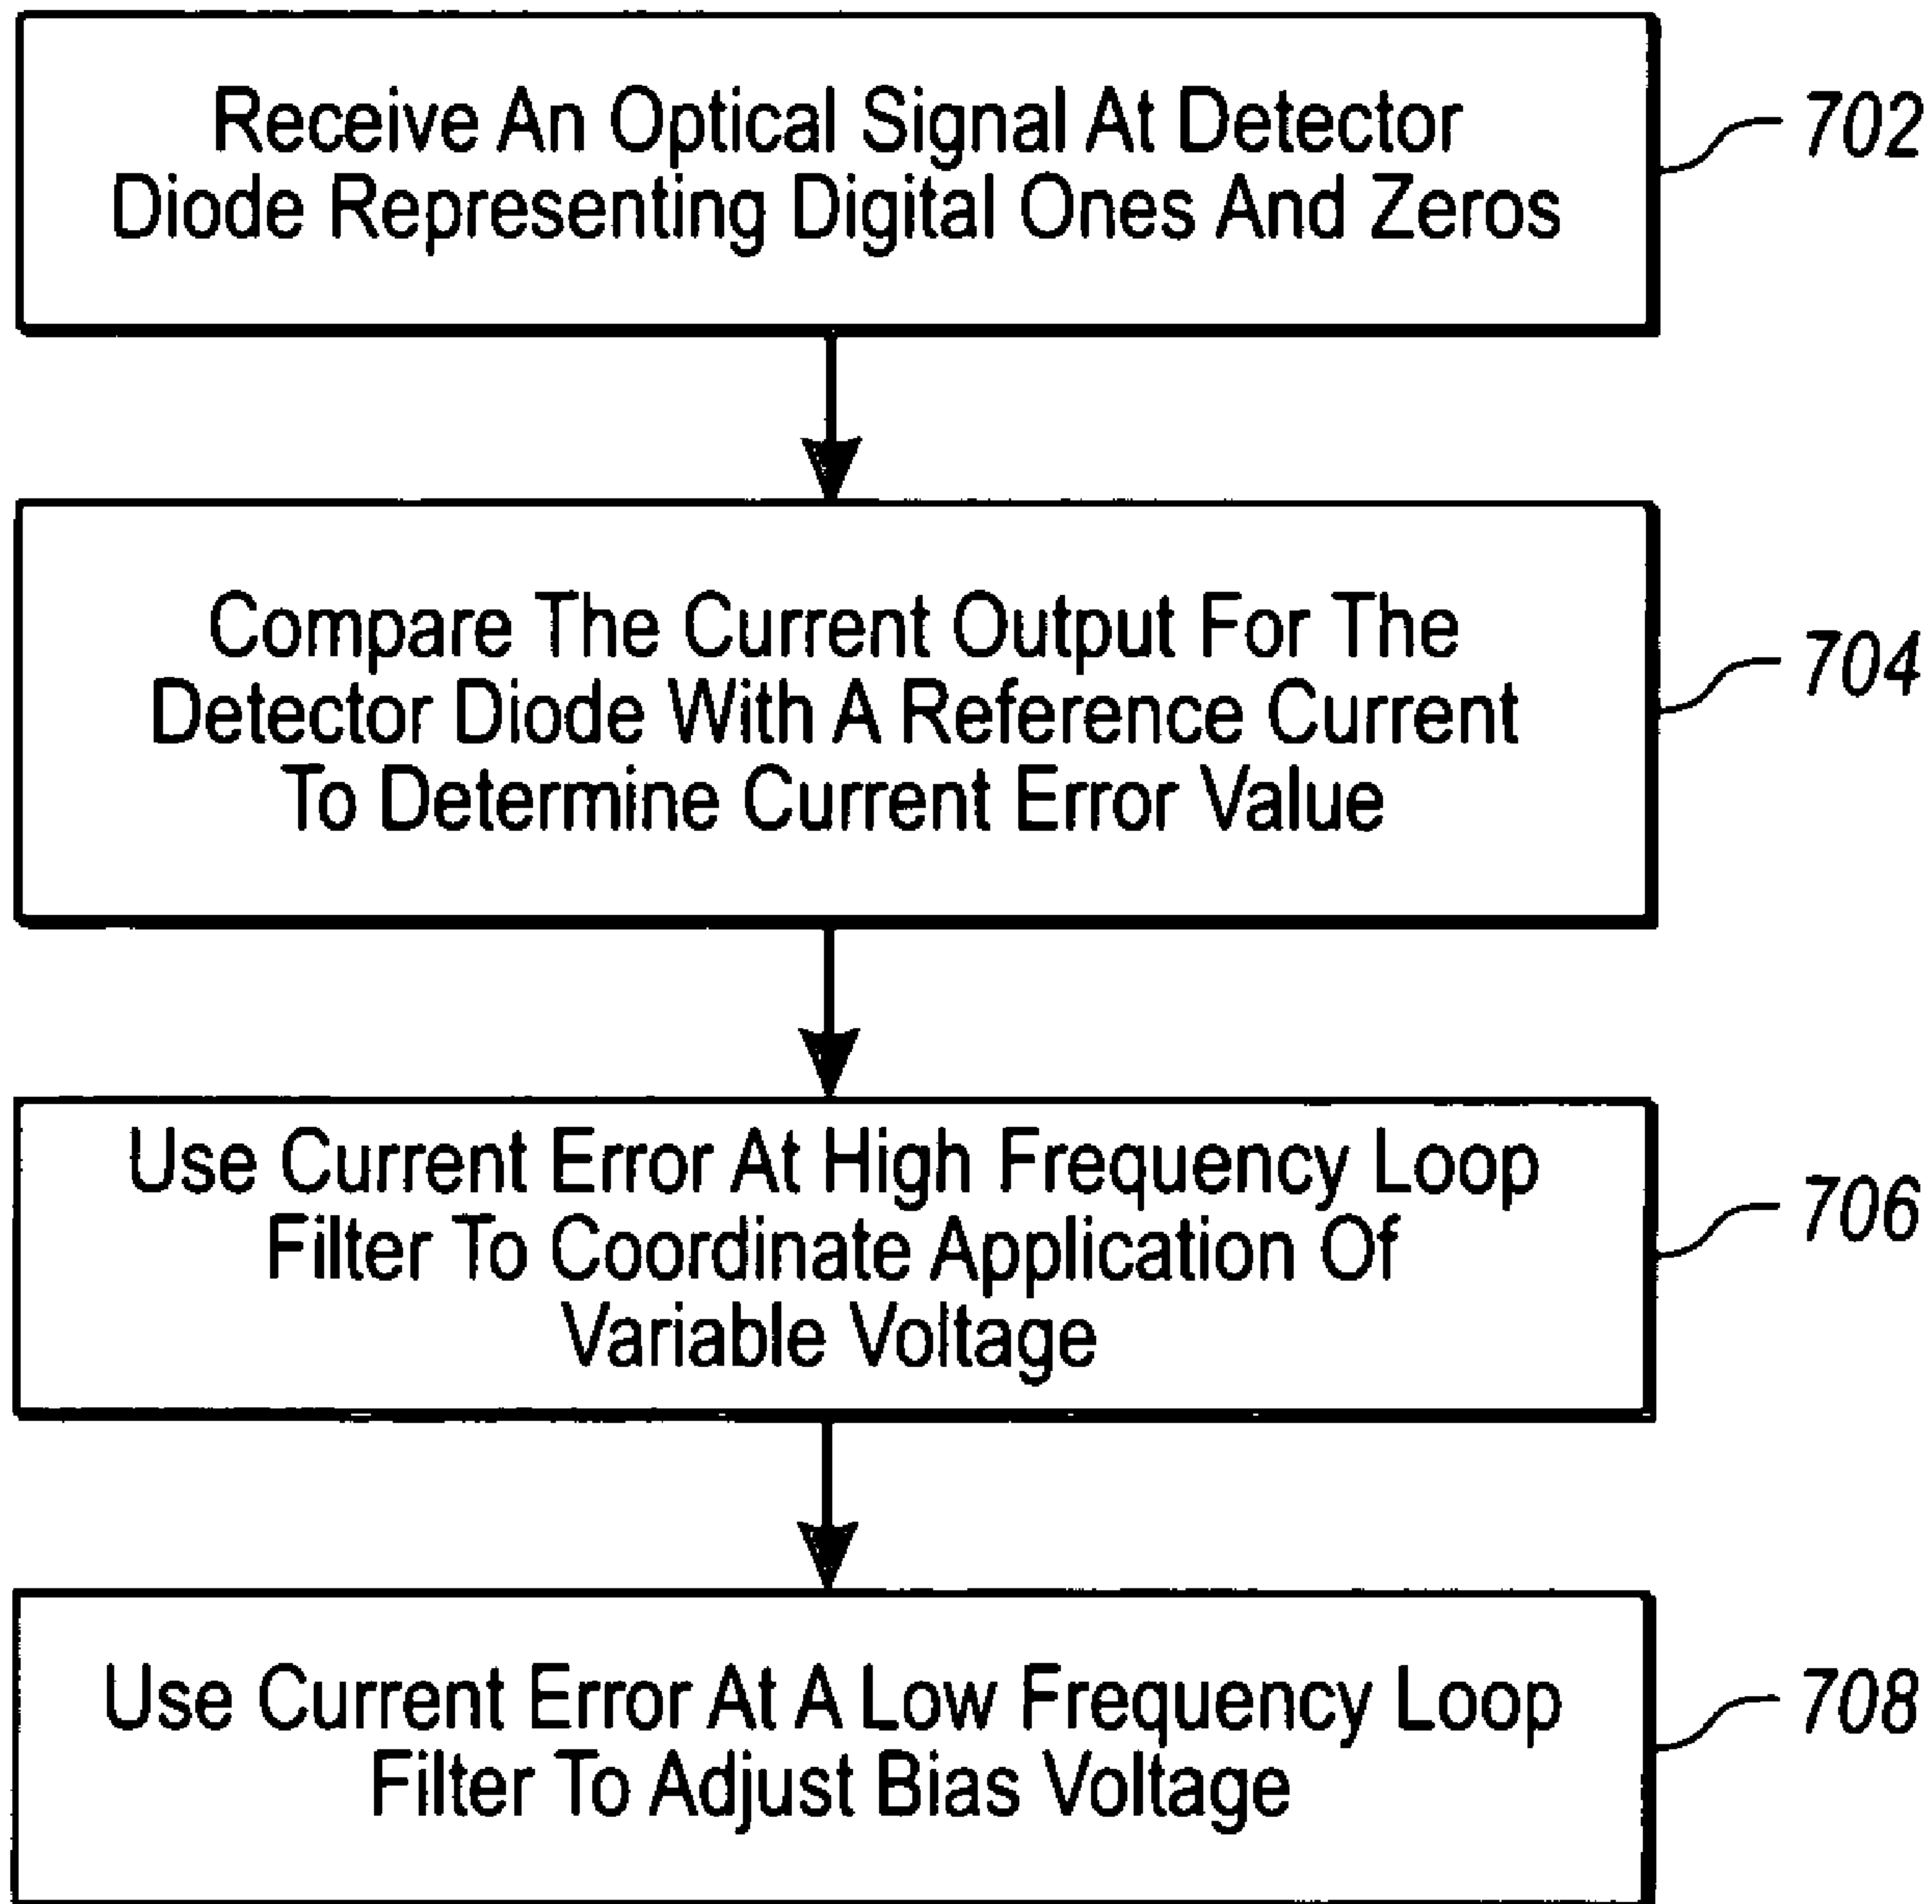 Receive An Optical Signal At Detector
Diode Representing Digital Ones And Zeros
702
Compare The Current Output For The
Detector Diode With A Reference Current
To Determine Current Error Value
704
Use Current Error At High Frequency Loop
Filter To Coordinate Application Of
Variable Voltage
706
Use Current Error At A Low Frequency Loop
Filter To Adjust Bias Voltage
708